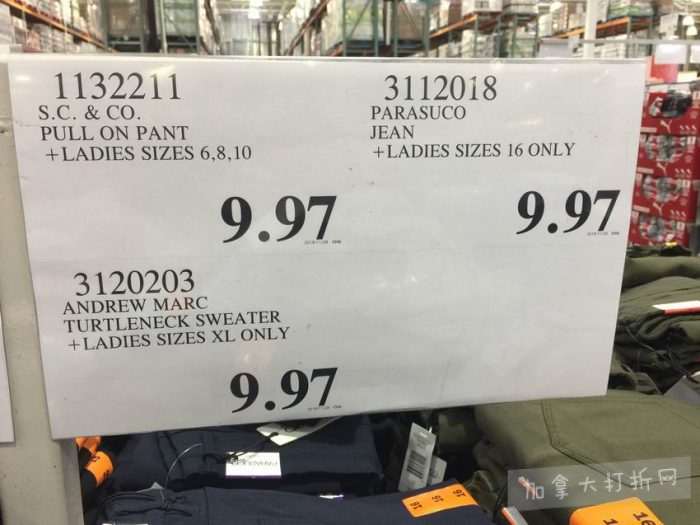 1132211
S.C. & CO.
PULL ON PANT
+LADIES SIZES 6,8,10
9.97
3112018
PARASUCO
JEAN
+LADIES SIZES 16 ONLY
9.97
3120203
ANDREW MARC
TURTLENECK SWEATER
+LADIES SIZES XL ONLY
9.97
16
16
加拿大打折网